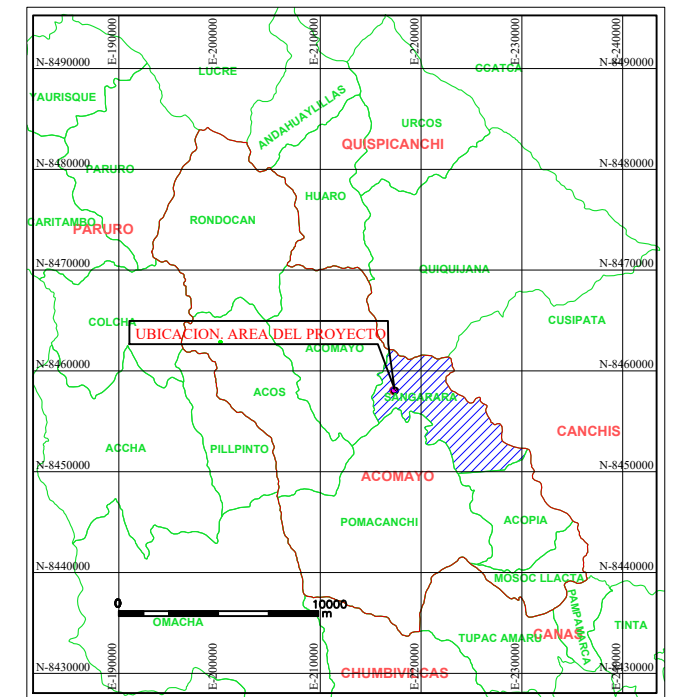 E-190000
E-200000
E-210000
E-220000
E-230000
E-240000
N-8490000
N-8490000
LUCRE
CCATCA
YAURISQUE
ANDAHUAYLILLAS
URCOS
QUISPICANCHI
N-8480000
PARURO
N-8480000
HUARO
CARITAMBO
PARURO
RONDOCAN
N-8470000
QUIQUIJANA
N-8470000
COLCHA
CUSIPATA
UBICACION. AREA DEL PROYECTO
ACOMAYO
N-8460000
N-8460000
ACOS
SANGARARA
CANCHIS
ACCHA
PILLPINTO
N-8450000
ACOMAYO
N-8450000
POMACANCHI
ACOPIA
N-8440000
MOSOC LLACTA
N-8440000
0
10000
m
OMACHA
PAMPAMARCA
TINTA
TUPAC AMARU
CANAS
N-8430000
CHUMBIVILCAS
N-8430000
E-190000
E-200000
E-210000
E-220000
E-230000
E-240000